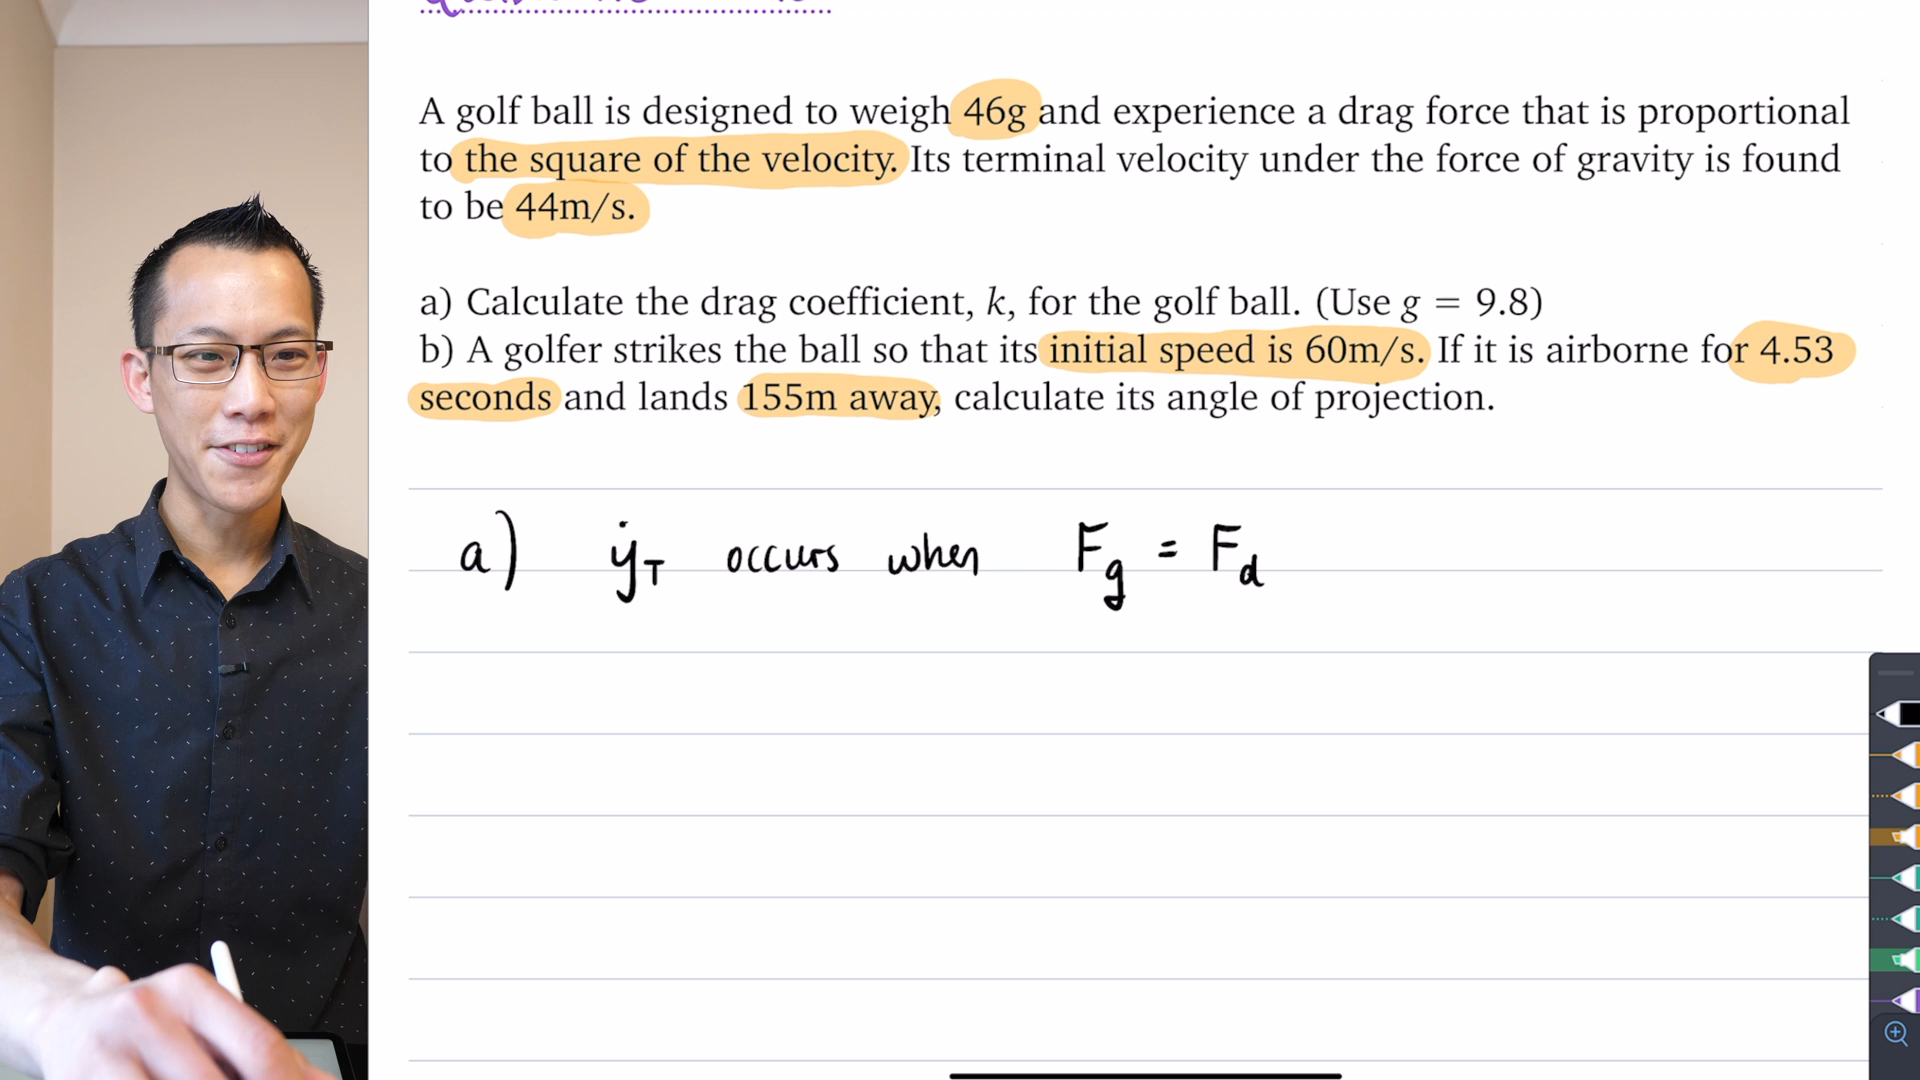 A golf ball is designed to weigh 46g and experience a drag force that is proportional
to the square of the velocity. Its terminal velocity under the force of gravity is found
to be 44m/s.
a) Calculate the drag coefficient, k, for the golf ball. (Use g = 9.8)
b) A golfer strikes the ball so that its initial speed is 60m/s. If it is airborne for 4.53
seconds and lands 155m away, calculate its angle of projection.
a) ẏT occurs when Fg = Fd